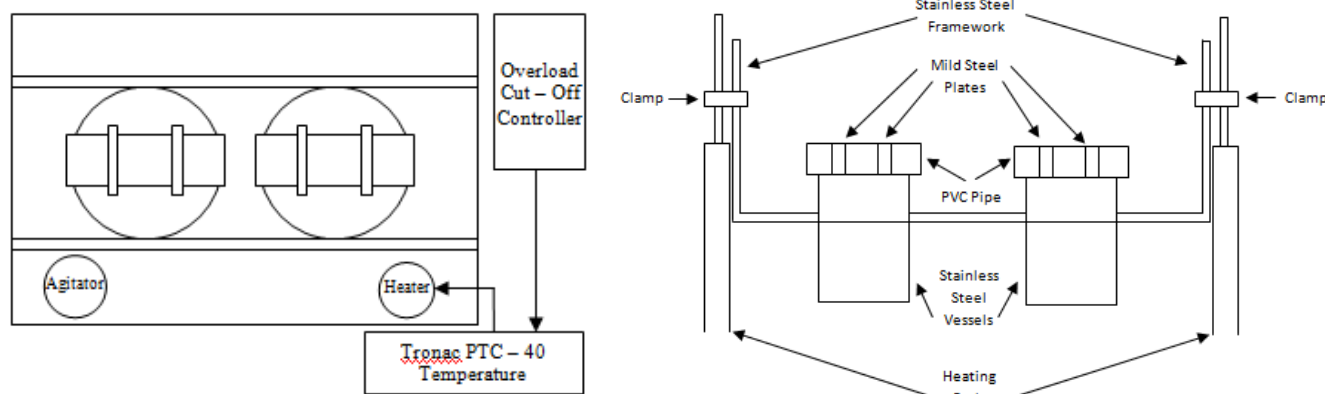 Overload
Cut – Off
Controller
Agitator
Heater
Tronac PTC – 40
Temperature
Stainless Steel
Framework
Mild Steel
Plates
Clamp
Clamp
PVC Pipe
Stainless
Steel
Vessels
Heating